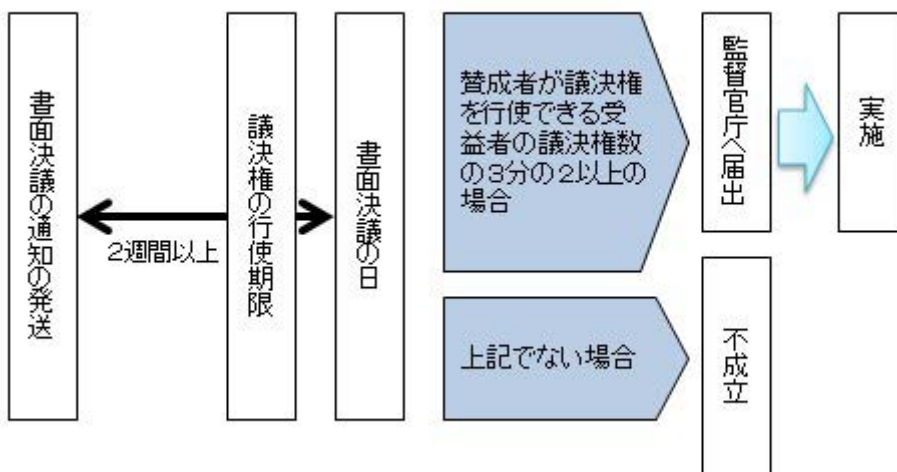 書面決議の通知の発送
2週間以上
議決権の行使期限
書面決議の日
賛成者が議決権
を行使できる受
益者の議決権数
の3分の2以上の
場合
監督官庁へ届出
実施
上記でない場合
不成立